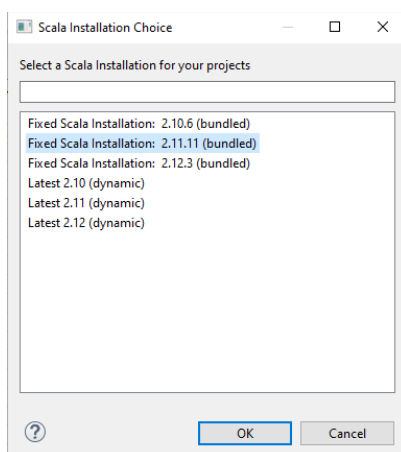 Scala Installation Choice
Select a Scala Installation for your projects
Fixed Scala Installation: 2.10.6 (bundled)
Fixed Scala Installation: 2.11.11 (bundled)
Fixed Scala Installation: 2.12.3 (bundled)
Latest 2.10 (dynamic)
Latest 2.11 (dynamic)
Latest 2.12 (dynamic)
?
OK
Cancel